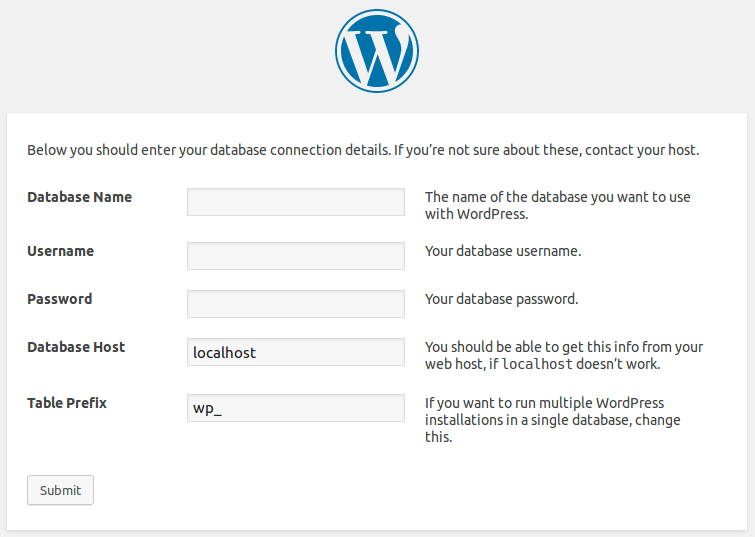 Below you should enter your database connection details. If you’re not sure about these, contact your host.
Database Name
The name of the database you want to use
with WordPress.
Username
Your database username.
Password
Your database password.
Database Host
localhost
You should be able to get this info from your
web host, if localhost doesn’t work.
Table Prefix
wp_
If you want to run multiple WordPress
installations in a single database, change
this.
Submit